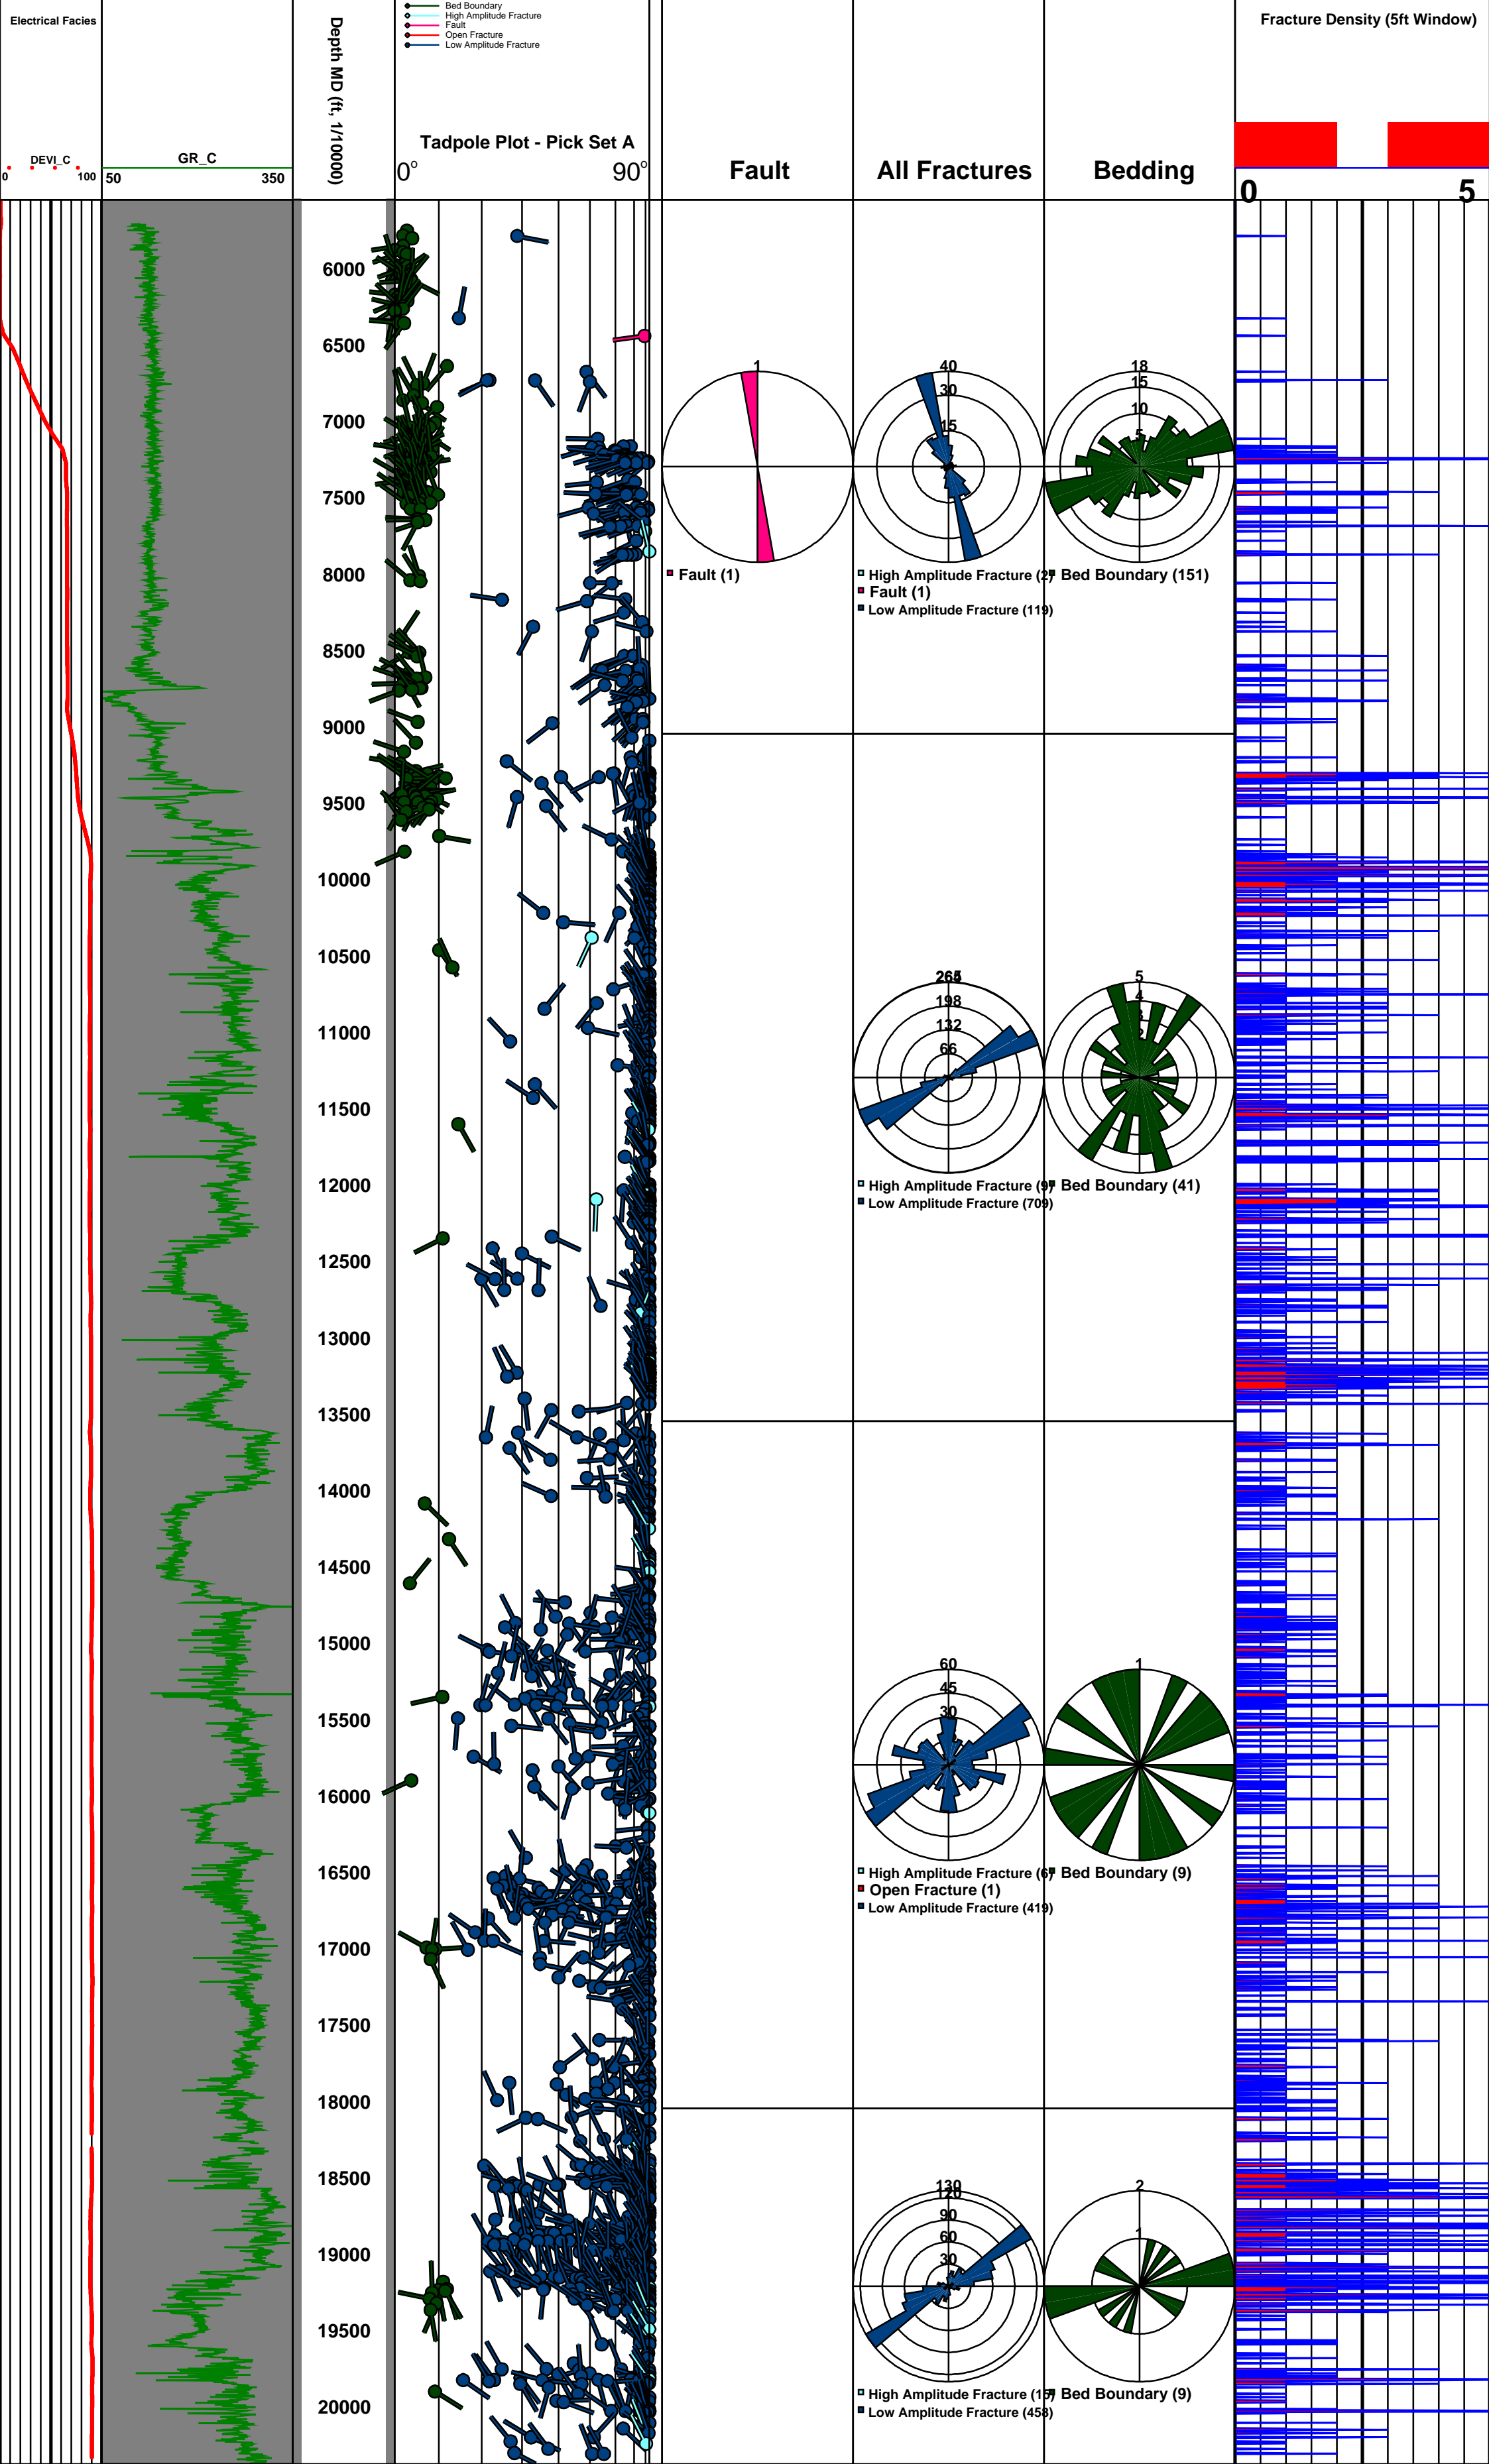 Electrical Facies
DEVI_C
0 100
GR_C
50 350
Depth MD (ft, 1/10000)
Bed Boundary
High Amplitude Fracture
Fault
Open Fracture
Low Amplitude Fracture
Tadpole Plot - Pick Set A
0° 90°
Fault
All Fractures
Bedding
Fracture Density (5ft Window)
0 5
6000
6500
7000
7500
8000
8500
9000
9500
10000
10500
11000
11500
12000
12500
13000
13500
14000
14500
15000
15500
16000
16500
17000
17500
18000
18500
19000
19500
20000
1
Fault (1)
40
30
15
High Amplitude Fracture (2)
Fault (1)
Low Amplitude Fracture (119)
18
15
10
5
Bed Boundary (151)
198
132
66
High Amplitude Fracture (9)
Low Amplitude Fracture (709)
5
4
3
2
Bed Boundary (41)
60
45
30
High Amplitude Fracture (6)
Open Fracture (1)
Low Amplitude Fracture (419)
1
Bed Boundary (9)
130
120
90
60
30
High Amplitude Fracture (15)
Low Amplitude Fracture (458)
2
1
Bed Boundary (9)